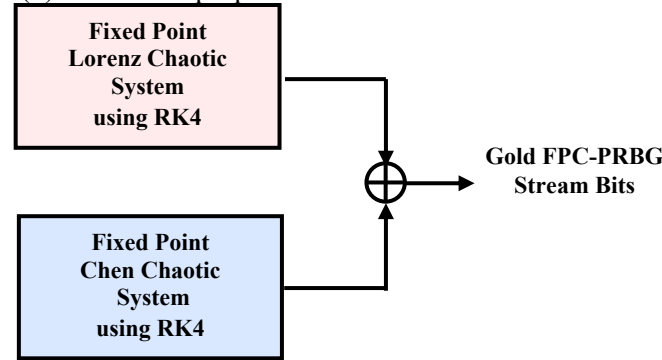 Fixed Point
Lorenz Chaotic
System
using RK4
Gold FPC-PRBG
Stream Bits
Fixed Point
Chen Chaotic
System
using RK4